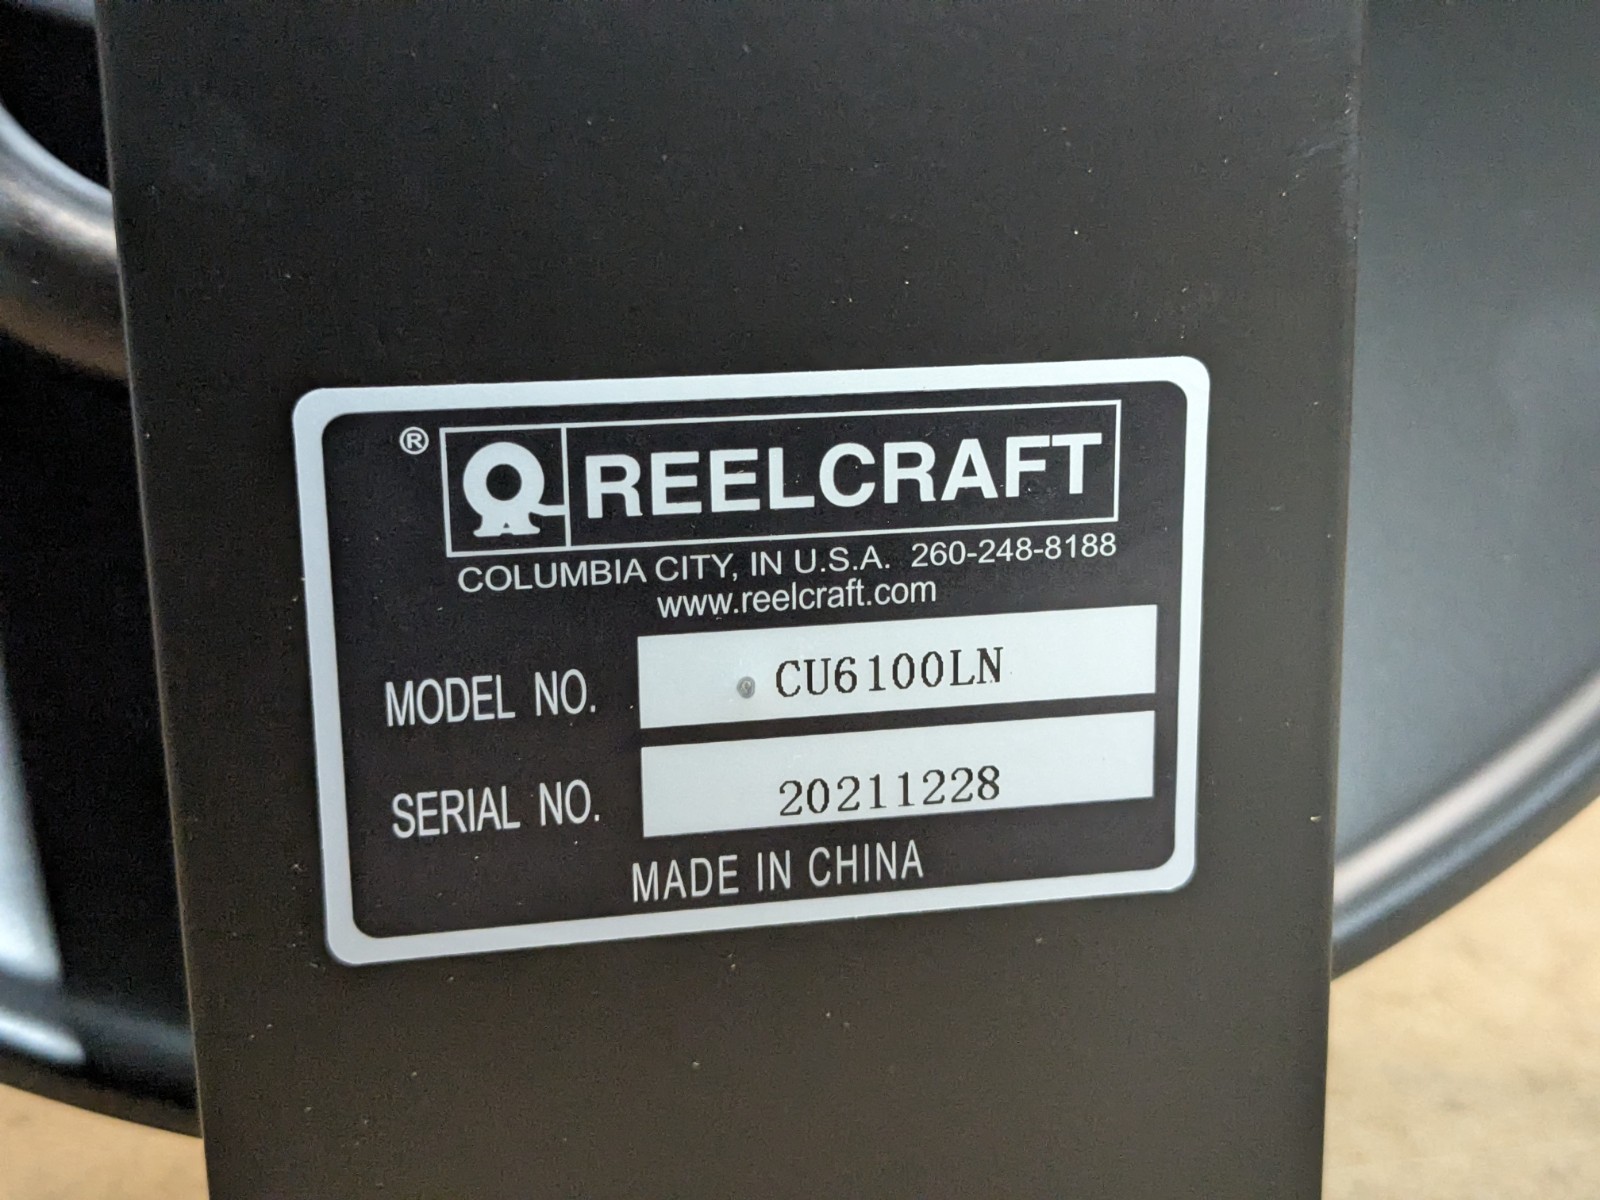 ® REELCRAFT
COLUMBIA CITY, IN U.S.A. 260-248-8188
www.reelcraft.com
MODEL NO. CU6100LN
SERIAL NO. 20211228
MADE IN CHINA